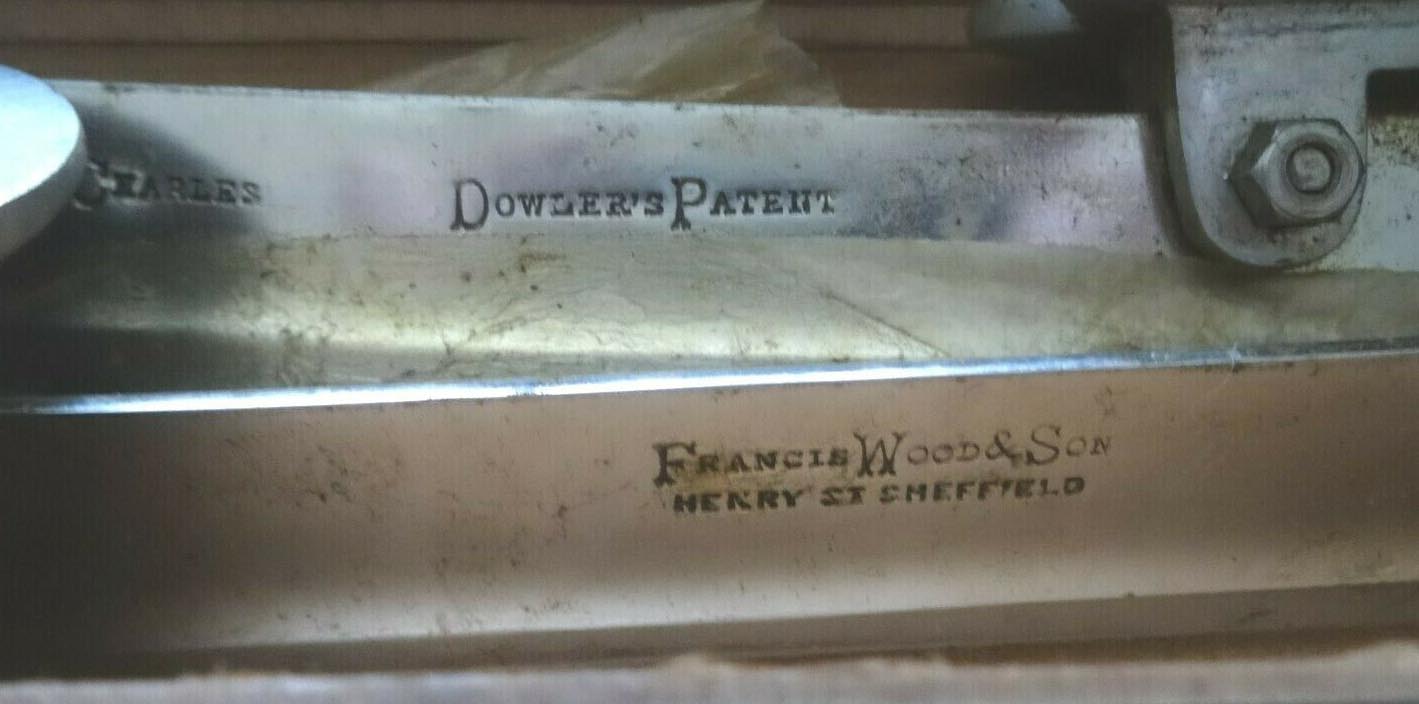 CHARLES DOWLER'S PATENT
FRANCIS WOOD & SON
HENRY ST SHEFFIELD